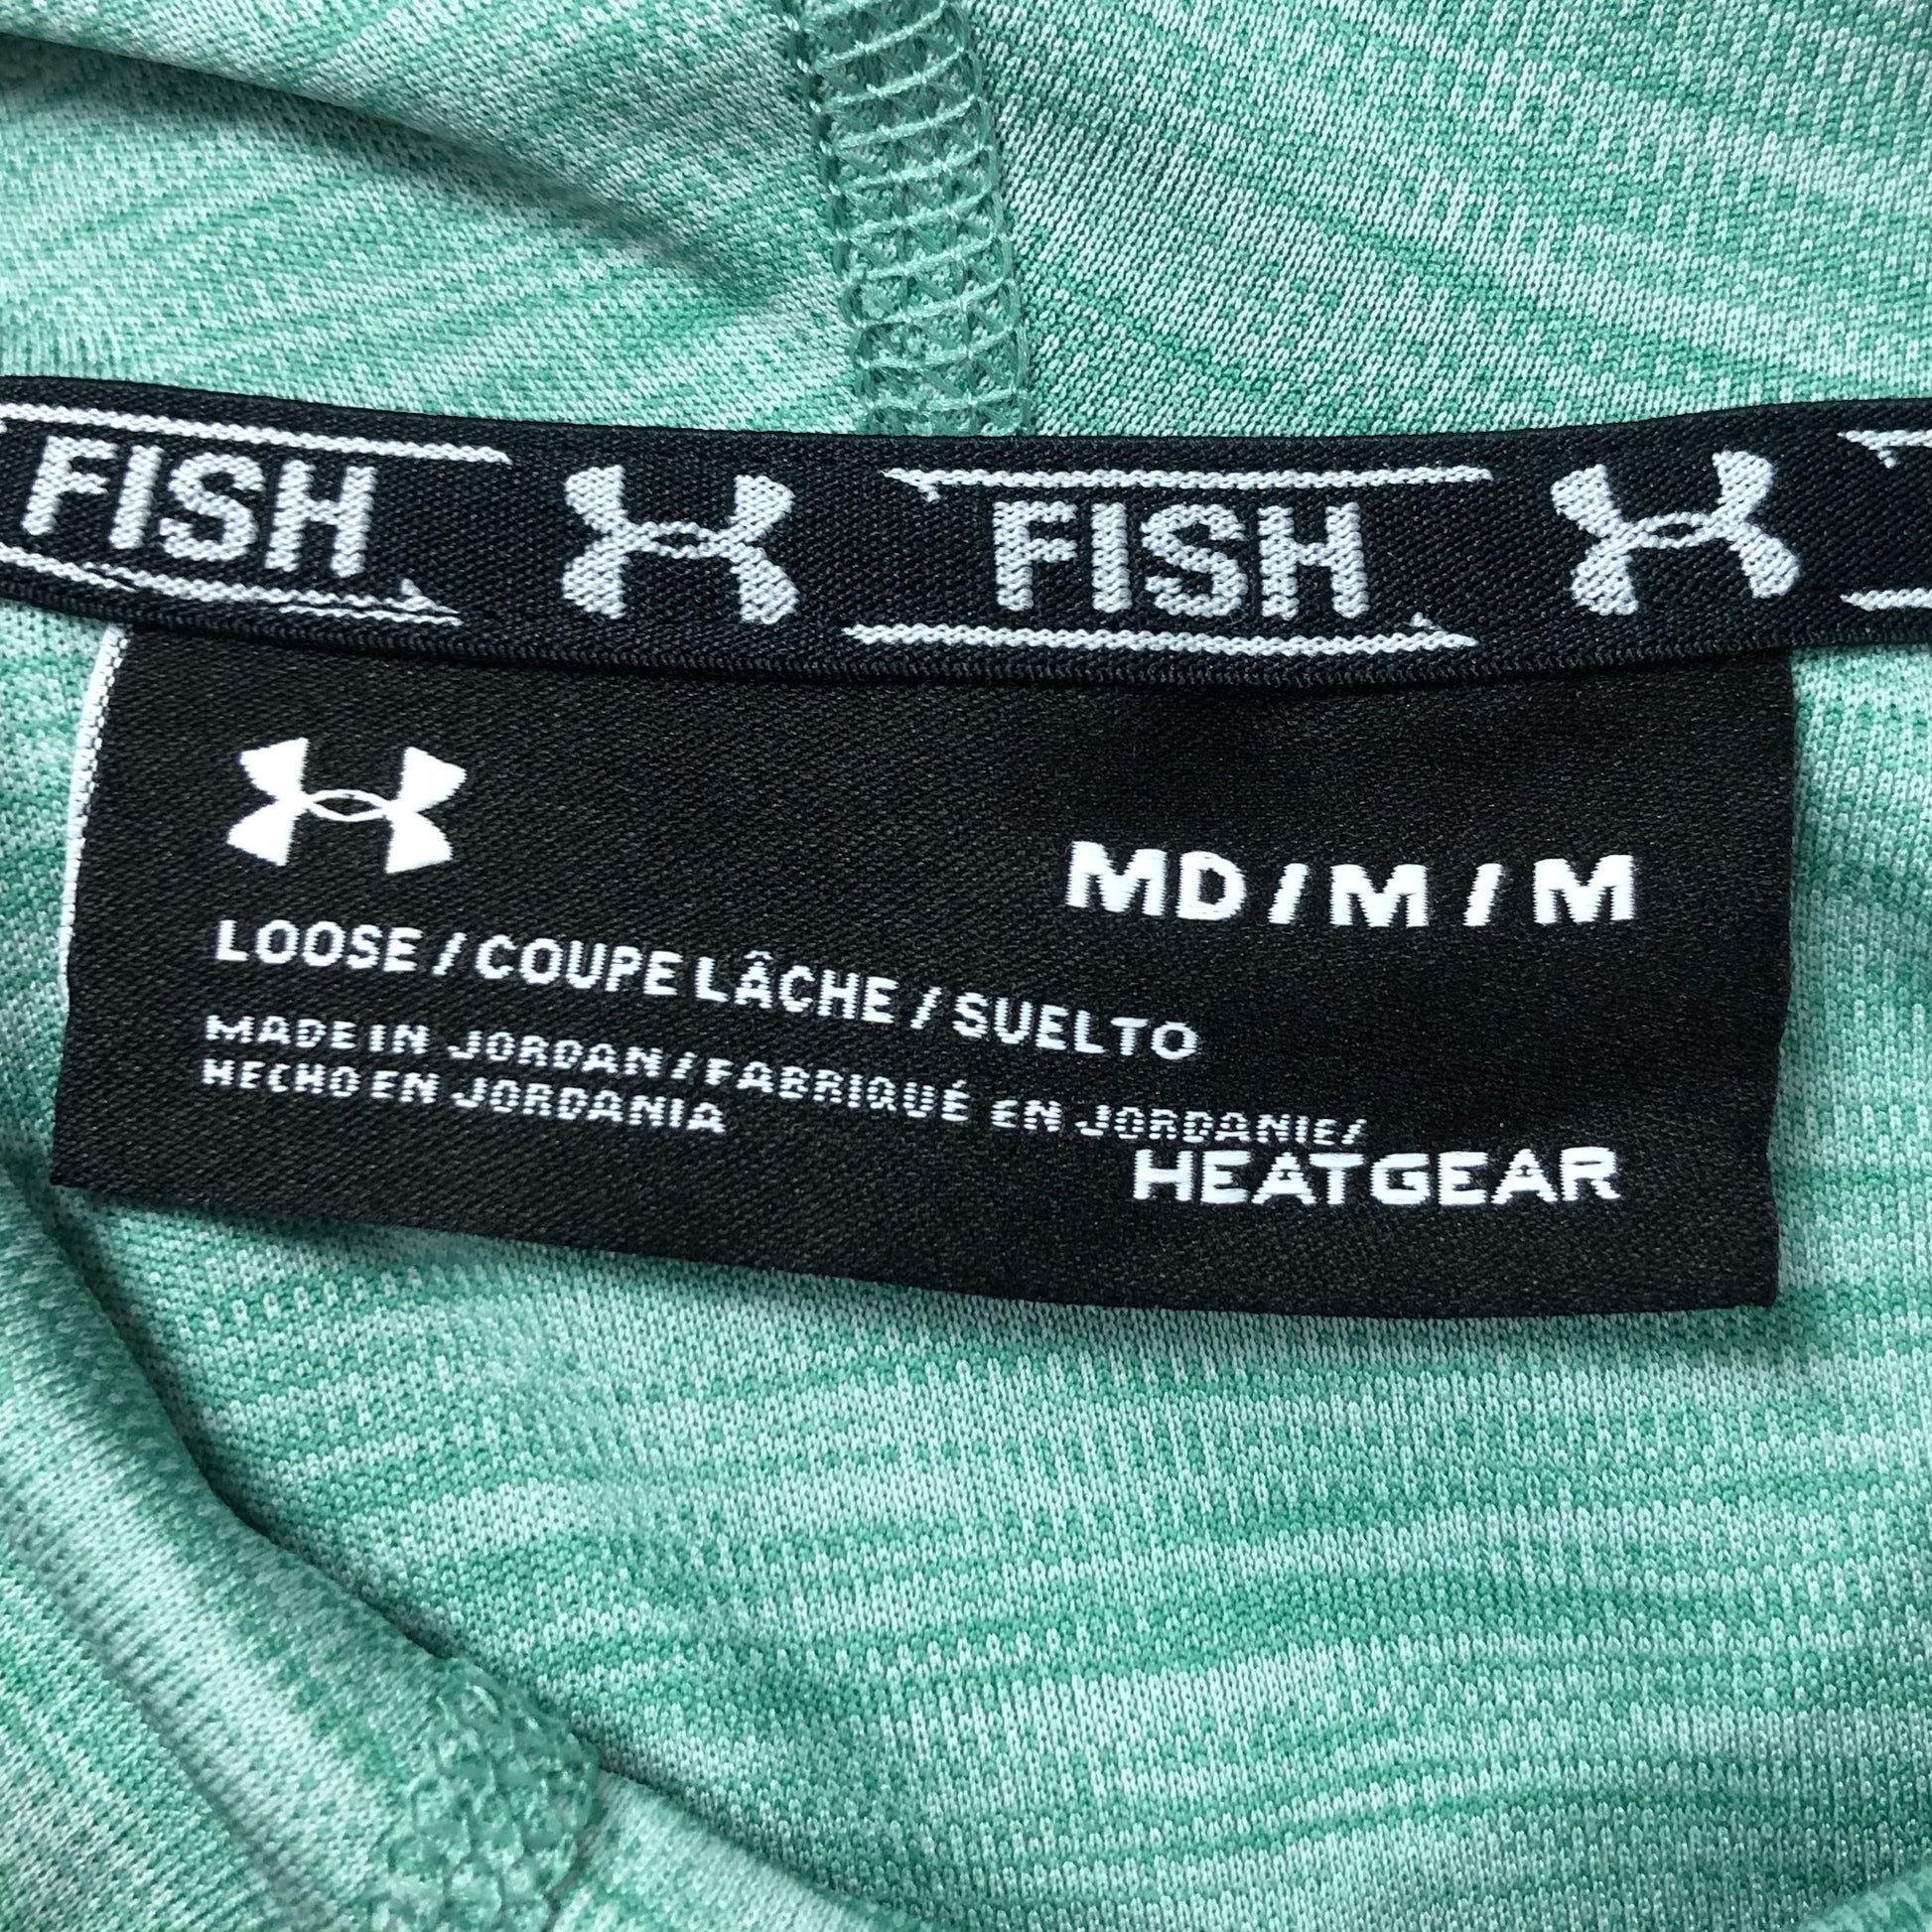 FISH FISH
MD / M / M
LOOSE / COUPE LÂCHE / SUELTO
MADE IN JORDAN / FABRIQUÉ EN JORDANIE /
HECHO EN JORDANIA
HEATGEAR